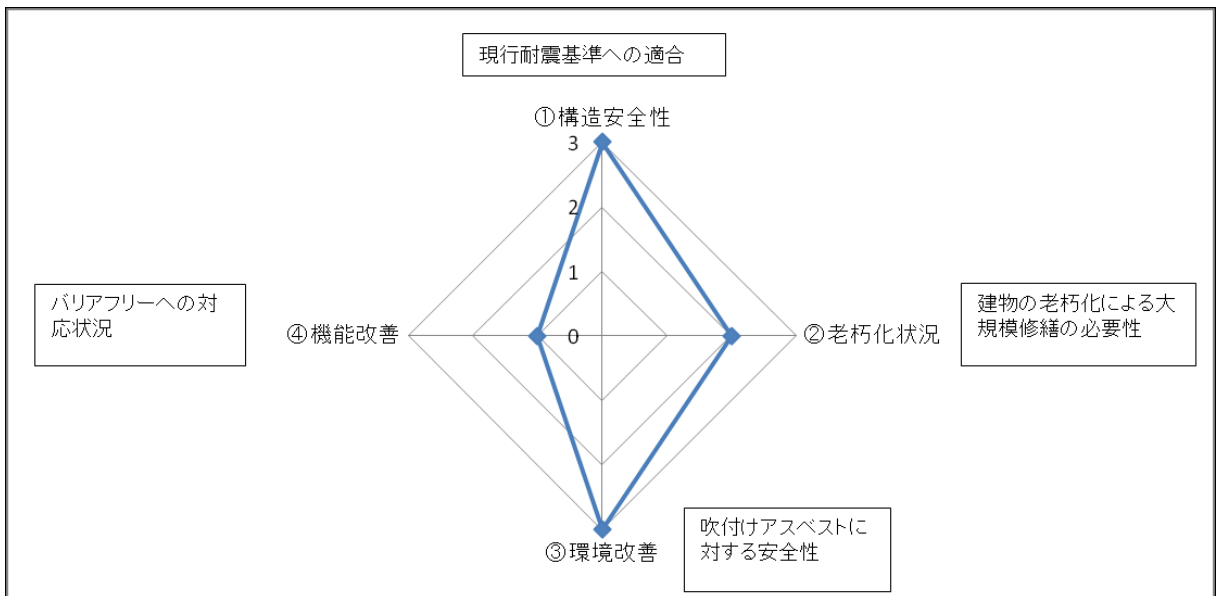 現行耐震基準への適合
①構造安全性
3
2
1
0
バリアフリーへの対
応状況
④機能改善
②老朽化状況
建物の老朽化による大
規模修繕の必要性
③環境改善
吹付けアスベストに
対する安全性